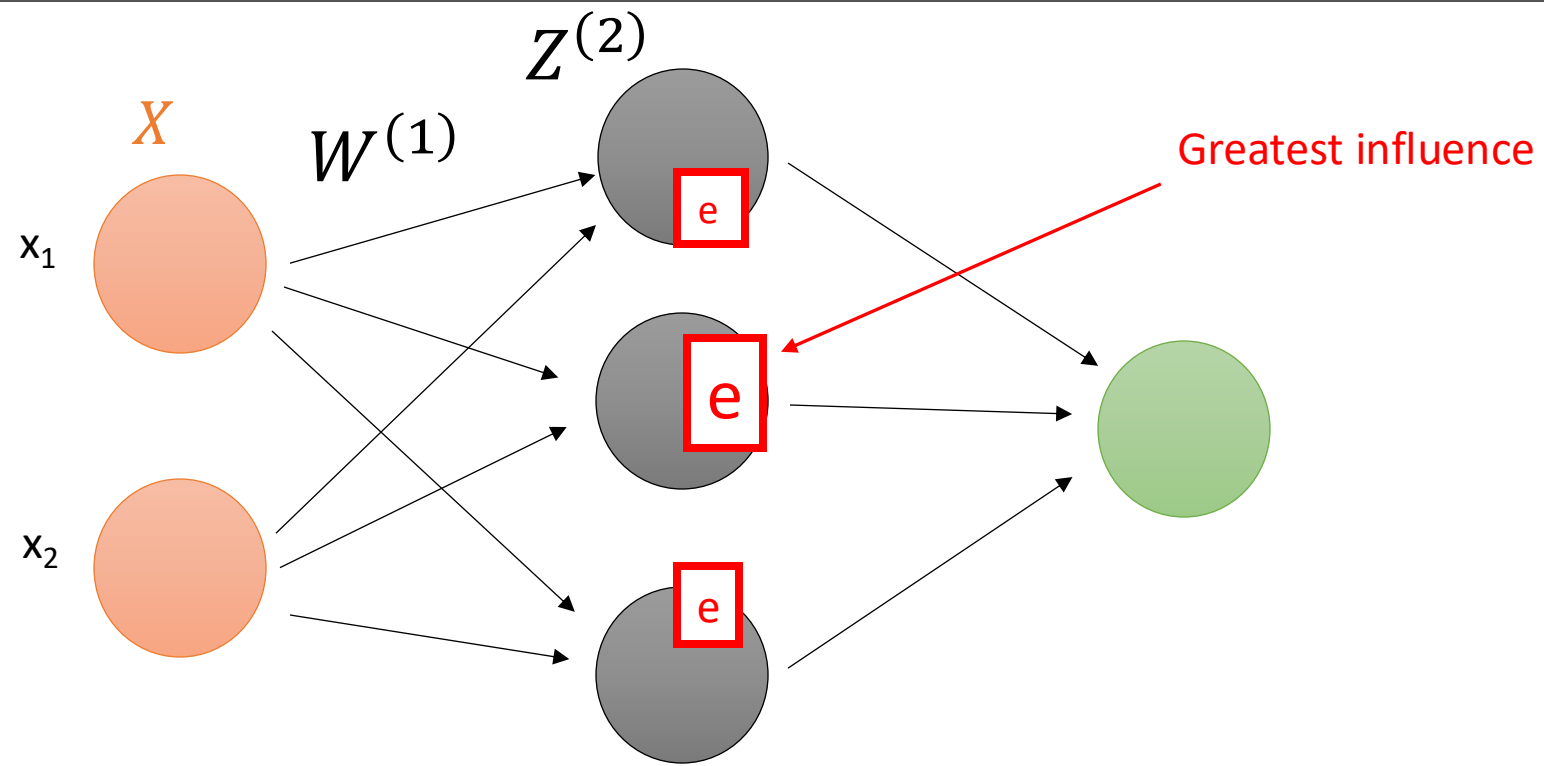 Z^{(2)}
X
W^{(1)}
Greatest influence
x₁
e
e
x₂
e